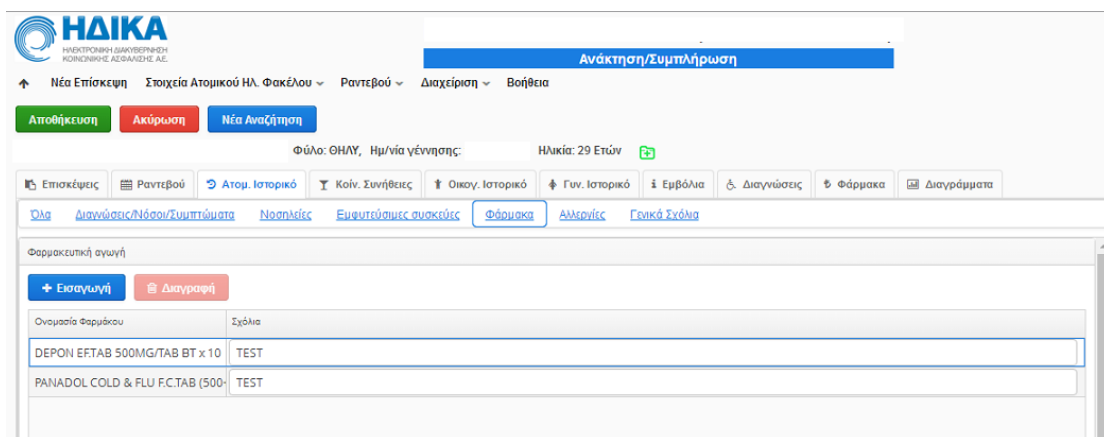 ΗΔΙΚΑ
ΗΛΕΚΤΡΟΝΙΚΗ ΔΙΑΚΥΒΕΡΝΗΣΗ
ΚΟΙΝΩΝΙΚΗΣ ΑΣΦΑΛΙΣΗΣ ΑΕ.
Ανάκτηση/Συμπλήρωση
Νέα Επίσκεψη Στοιχεία Ατομικού Ηλ. Φακέλου Ραντεβού Διαχείριση Βοήθεια
Αποθήκευση Ακύρωση Νέα Αναζήτηση
Φύλο: ΘΗΛΥ, Ημ/νία γέννησης: Ηλικία: 29 Ετών
Επισκέψεις Ραντεβού Ατομ. Ιστορικό Κοίν. Συνήθειες Οικογ. Ιστορικό Γυν. Ιστορικό Εμβόλια Διαγνώσεις Φάρμακα Διαγράμματα
Όλα Διαγνώσεις/Νόσοι/Συμπτώματα Νοσηλείες Εμφυτεύσιμες συσκευές Φάρμακα Αλλεργίες Γενικά Σχόλια
Φαρμακευτική αγωγή
+ Εισαγωγή Διαγραφή
Ονομασία Φαρμάκου Σχόλια
DEPON EF.TAB 500MG/TAB BT x 10 TEST
PANADOL COLD & FLU F.C.TAB (500- TEST